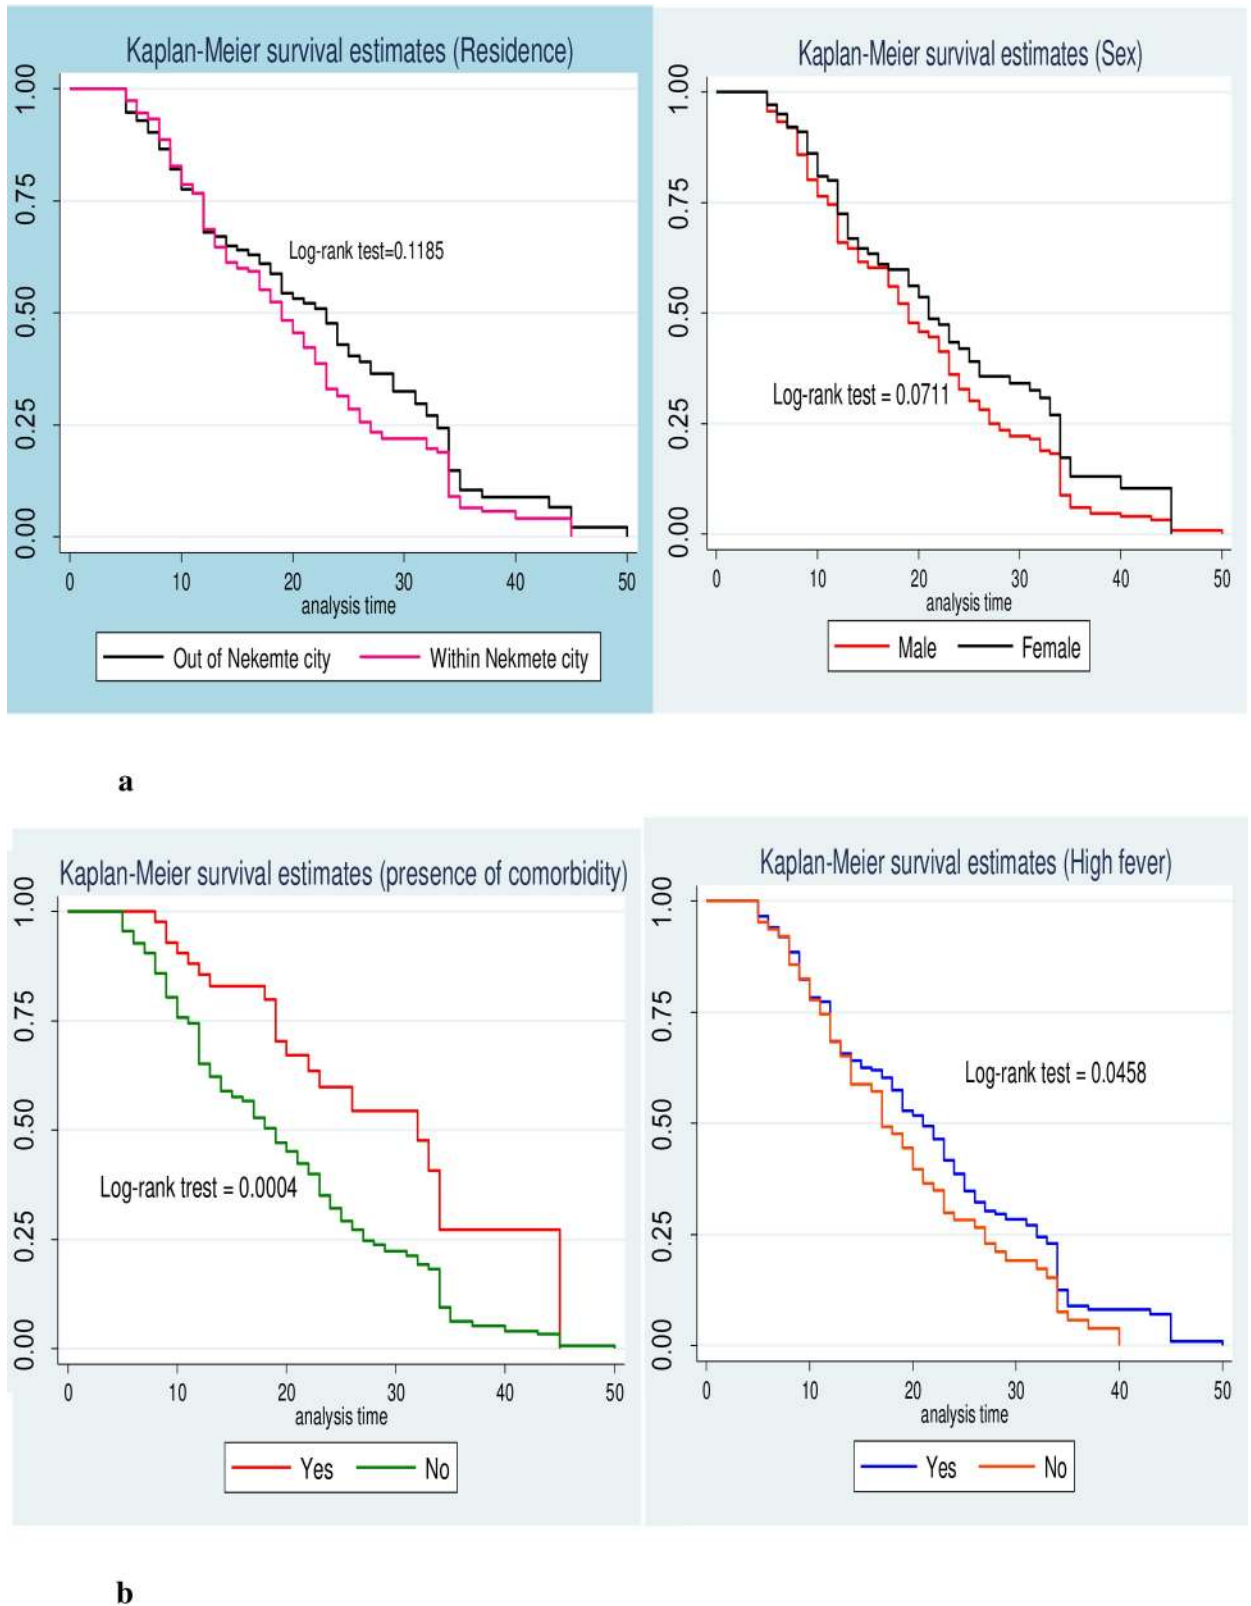 Kaplan-Meier survival estimates (Residence)
1.00
0.75
0.50
0.25
0.00
Log-rank test=0.1185
0 10 20 30 40 50
analysis time
Out of Nekemte city Within Nekmete city
Kaplan-Meier survival estimates (Sex)
1.00
0.75
0.50
0.25
0.00
Log-rank test = 0.0711
0 10 20 30 40 50
analysis time
Male Female
a
Kaplan-Meier survival estimates (presence of comorbidity)
1.00
0.75
0.50
0.25
0.00
Log-rank trest = 0.0004
0 10 20 30 40 50
analysis time
Yes No
Kaplan-Meier survival estimates (High fever)
1.00
0.75
0.50
0.25
0.00
Log-rank test = 0.0458
0 10 20 30 40 50
analysis time
Yes No
b